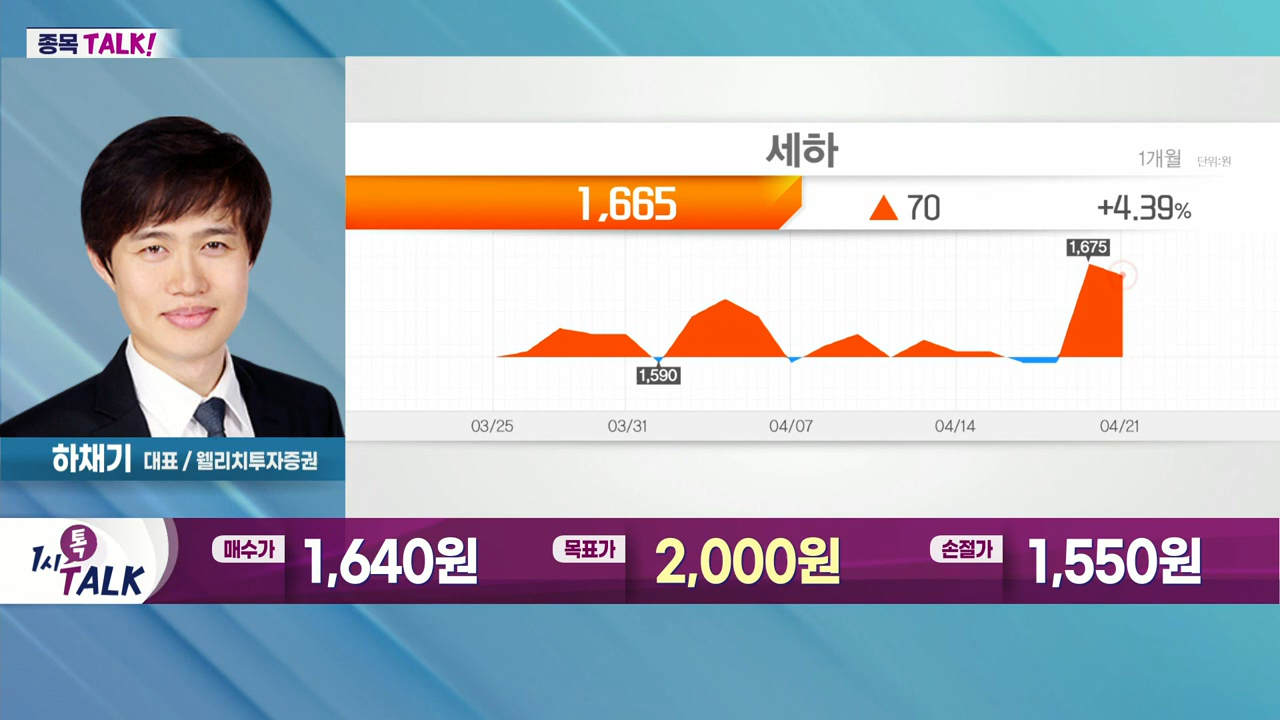 종목 TALK!
세하
1개월 단위:원
1,665 ▲ 70 +4.39%
1,675
1,590
03/25 03/31 04/07 04/14 04/21
하채기 대표 / 웰리치투자증권
1시 톡 TALK
매수가 1,640원 목표가 2,000원 손절가 1,550원